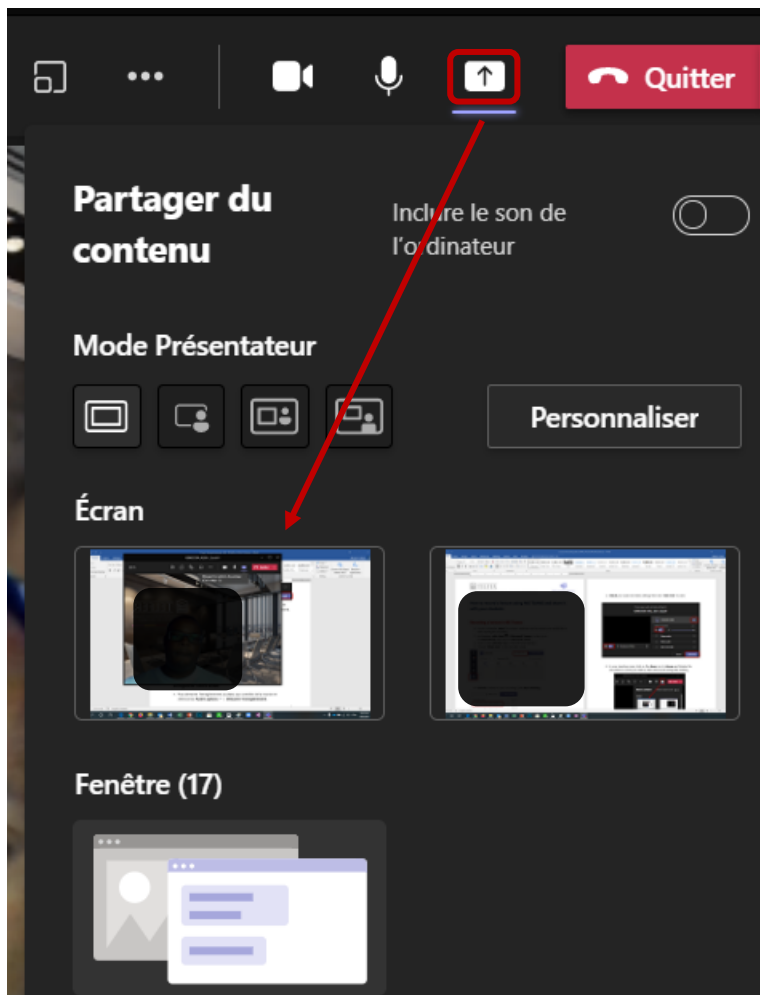 Quitter
Partager du
contenu
Inclure le son de
l'ordinateur
Mode Présentateur
Personnaliser
Écran
Fenêtre (17)